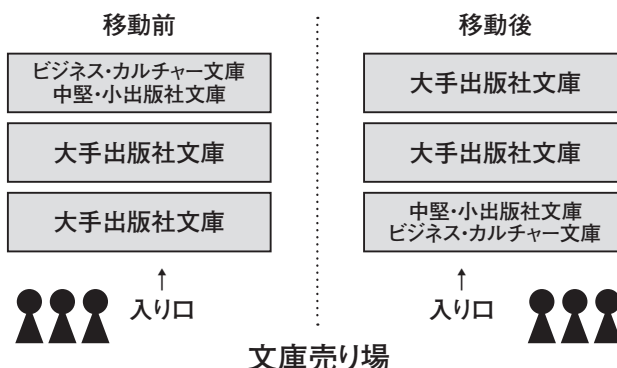 移動前
ビジネス・カルチャー文庫
中堅・小出版社文庫
大手出版社文庫
大手出版社文庫
↑
入り口
移動後
大手出版社文庫
大手出版社文庫
中堅・小出版社文庫
ビジネス・カルチャー文庫
↑
入り口
文庫売り場